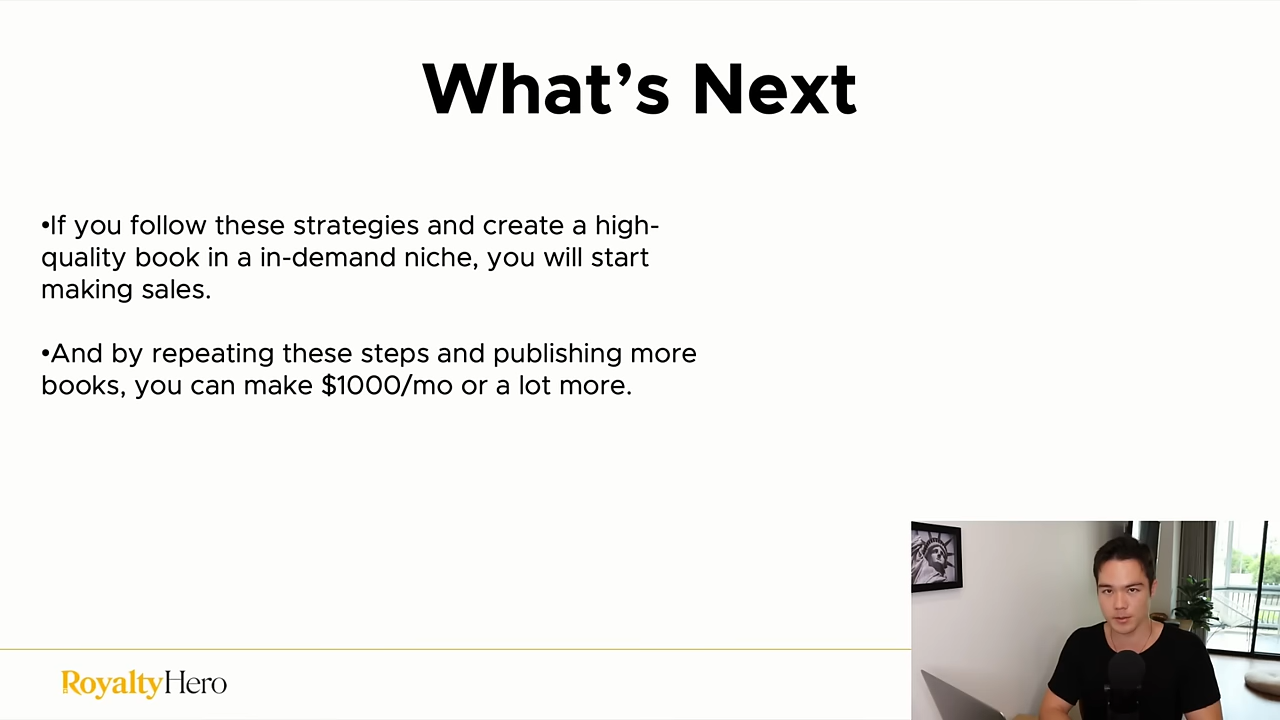 What’s Next
•If you follow these strategies and create a high-
quality book in a in-demand niche, you will start
making sales.
•And by repeating these steps and publishing more
books, you can make $1000/mo or a lot more.
RoyaltyHero